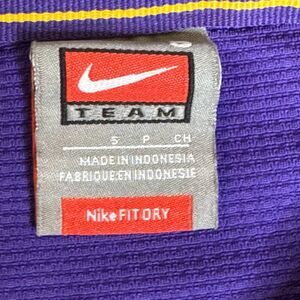 TEAM
S P CH
MADE IN INDONESIA
FABRIQUE EN INDONESIE
Nike FIT DRY